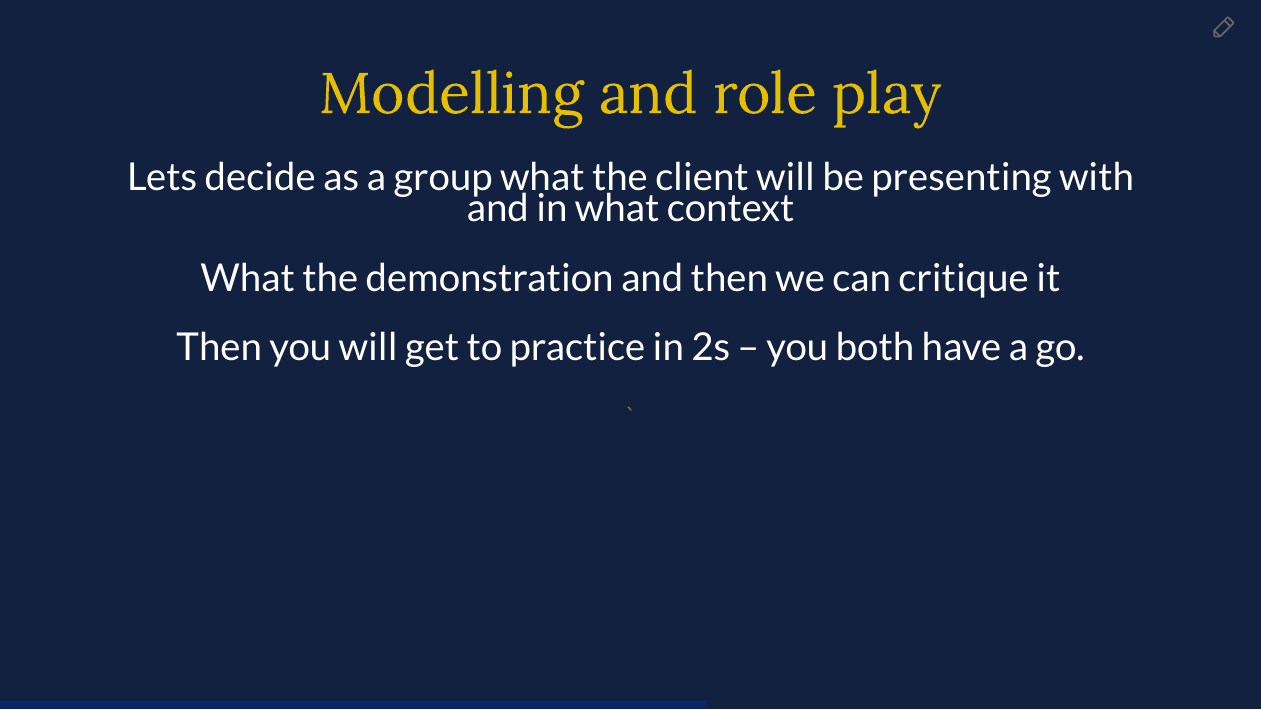 Modelling and role play
Lets decide as a group what the client will be presenting with
and in what context
What the demonstration and then we can critique it
Then you will get to practice in 2s – you both have a go.
`